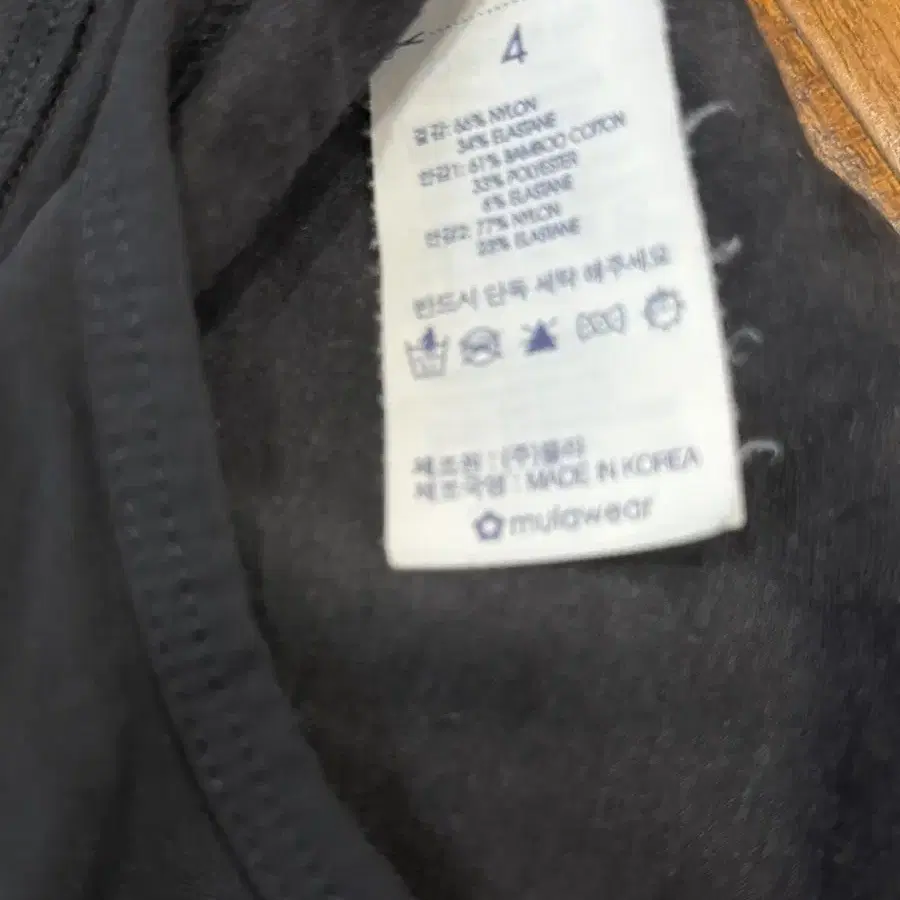 4
겉감: 66% NYLON
34% ELASTANE
안감1: 61% BAMBOO COTTON
33% POLYESTER
6% ELASTANE
안감2: 77% NYLON
23% ELASTANE
반드시 단독 세탁 해주세요
제조원 : (주)뮬라
제조국명 : MADE IN KOREA
mulawear